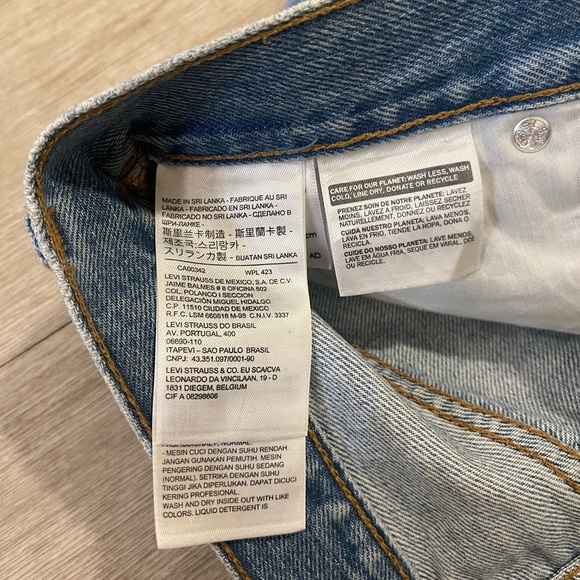 MADE IN SRI LANKA - FABRIQUE AU SRI
LANKA - FABRICADO EN SRI LANKA -
FABRICADO NO SRI LANKA - СДЕЛАНО В
ШРИ-ЛАНКА -
斯里兰卡制造 - 斯里蘭卡製 -
제조국:스리랑카 -
スリランカ製 - BUATAN SRI LANKA
CA00342 WPL 423
LEVI STRAUSS DE MEXICO, S.A. DE C.V
JAIME BALMES # 8 OFICINA 502
COL. POLANCO I SECCION
DELEGACIÓN MIGUEL HIDALGO
C.P. 11510 CIUDAD DE MEXICO
R.F.C. LSM 650818 M-98 C.N.I.V. 3337
LEVI STRAUSS DO BRASIL
AV. PORTUGAL, 400
06690-110
ITAPEVI – SAO PAULO BRASIL
CNPJ: 43.351.097/0001-90
LEVI STRAUSS & CO. EU SCA/CVA
LEONARDO DA VINCILAAN, 19 - D
1831 DIEGEM, BELGIUM
CIF A 08298606
- MESIN CUCI DENGAN SUHU RENDAH.
JANGAN GUNAKAN PEMUTIH. MESIN
PENGERING DENGAN SUHU SEDANG
(NORMAL). SETRIKA DENGAN SUHU
TINGGI JIKA DIPERLUKAN. DAPAT DICUCI
KERING PROFESIONAL.
WASH AND DRY INSIDE OUT WITH LIKE
COLORS. LIQUID DETERGENT IS
CARE FOR OUR PLANET: WASH LESS, WASH
COLD, LINE DRY, DONATE OR RECYCLE
PRENEZ SOIN DE NOTRE PLANÈTE: LAVEZ
MOINS, LAVEZ À FROID, LAISSEZ SÉCHER
NATURELLEMENT, DONNEZ OU RECYCLEZ.
CUIDA NUESTRO PLANETA: LAVA MENOS,
LAVA EN FRÍO, TIENDE LA ROPA, DONA O
RECICLA.
CUIDE DO NOSSO PLANETA: LAVE MENOS,
LAVE A FRIO, SEQUE EM VARAL, DOE
OU RECICLE.
cm
AD